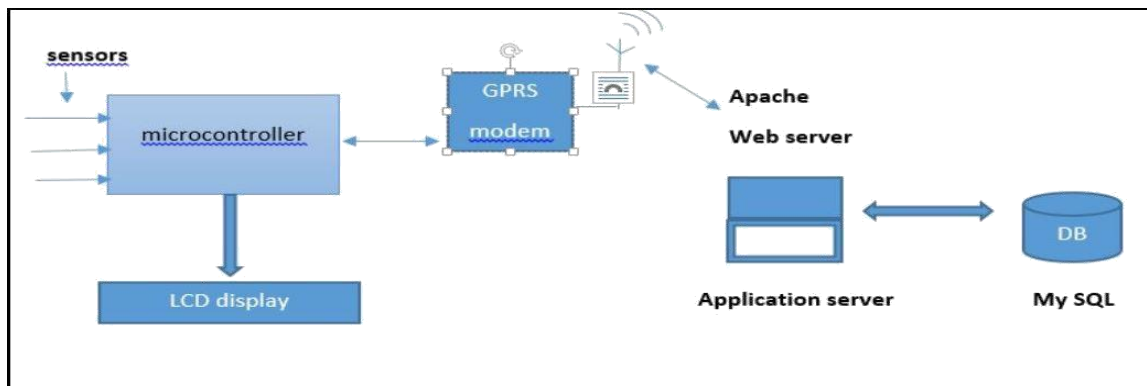 sensors
microcontroller
GPRS
modem
Apache
Web server
LCD display
DB
Application server
My SQL